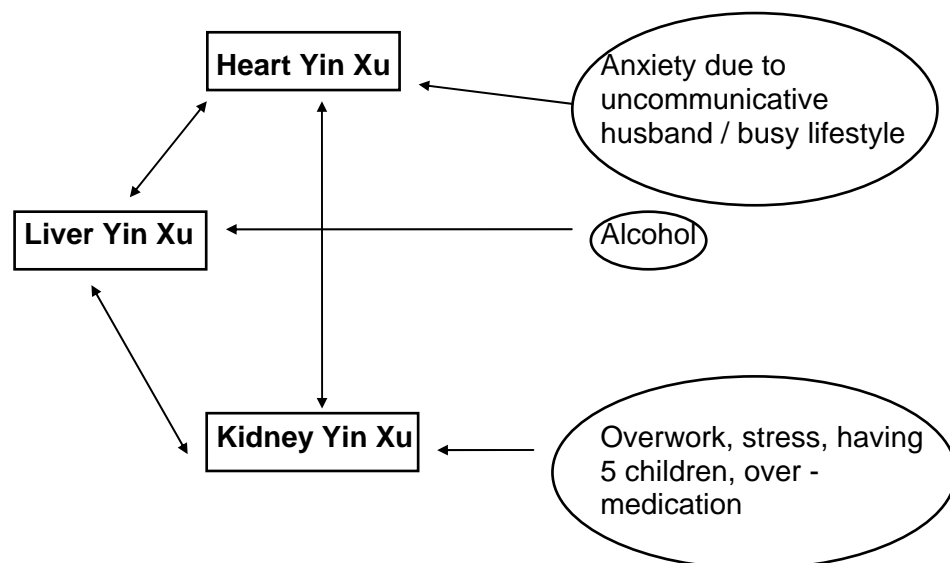 Heart Yin Xu
Anxiety due to
uncommunicative
husband / busy lifestyle
Liver Yin Xu
Alcohol
Kidney Yin Xu
Overwork, stress, having
5 children, over -
medication